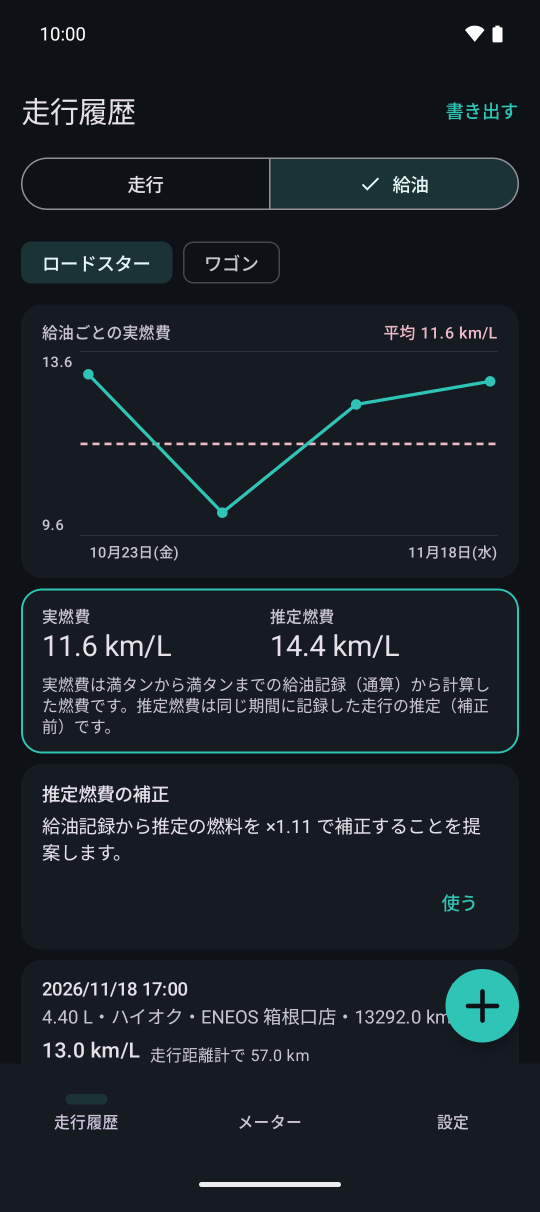 10:00
走行履歴
書き出す
走行
給油
ロードスター
ワゴン
給油ごとの実燃費
平均 11.6 km/L
13.6
9.6
10月23日(金)
11月18日(水)
実燃費
推定燃費
11.6 km/L
14.4 km/L
実燃費は満タンから満タンまでの給油記録（通算）から計算し
た燃費です。推定燃費は同じ期間に記録した走行の推定（補正
前）です。
推定燃費の補正
給油記録から推定の燃料を ×1.11 で補正することを提
案します。
使う
2026/11/18 17:00
4.40 L・ハイオク・ENEOS 箱根口店・13292.0 km
13.0 km/L 走行距離計で 57.0 km
走行履歴
メーター
設定